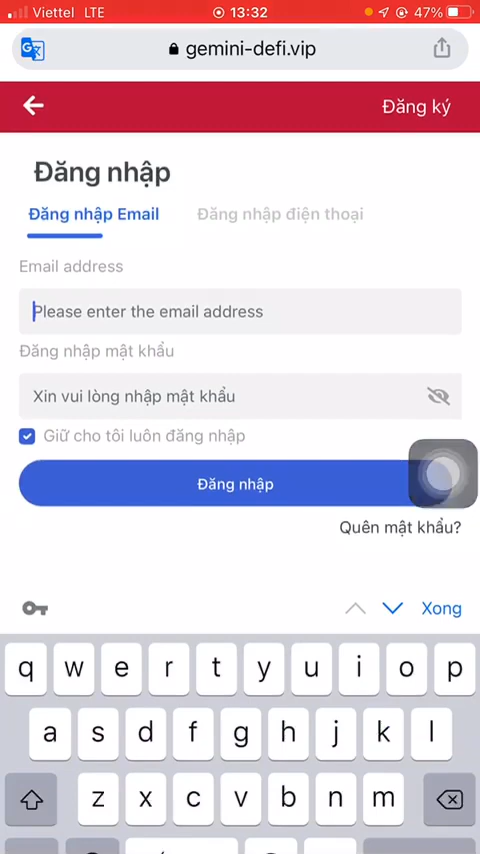 Viettel LTE 13:32 47%
gemini-defi.vip
Đăng ký
Đăng nhập
Đăng nhập Email Đăng nhập điện thoại
Email address
Please enter the email address
Đăng nhập mật khẩu
Xin vui lòng nhập mật khẩu
Giữ cho tôi luôn đăng nhập
Đăng nhập
Quên mật khẩu?
Xong
q w e r t y u i o p
a s d f g h j k l
z x c v b n m